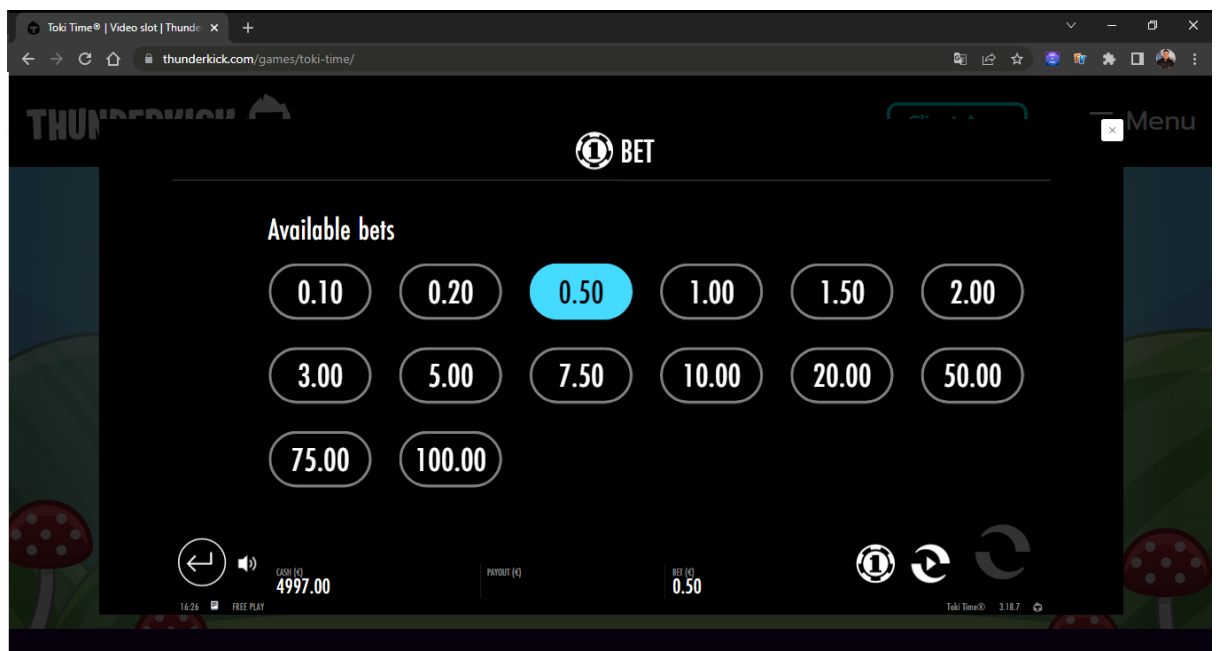 Toki Time® | Video slot | Thunde
thunderkick.com/games/toki-time/
Menu
BET
Available bets
0.10 0.20 0.50 1.00 1.50 2.00
3.00 5.00 7.50 10.00 20.00 50.00
75.00 100.00
CASH (€) PAYOUT (€) BET (€)
4997.00 0.50
16:26 FREE PLAY Toki Time® 3.18.7